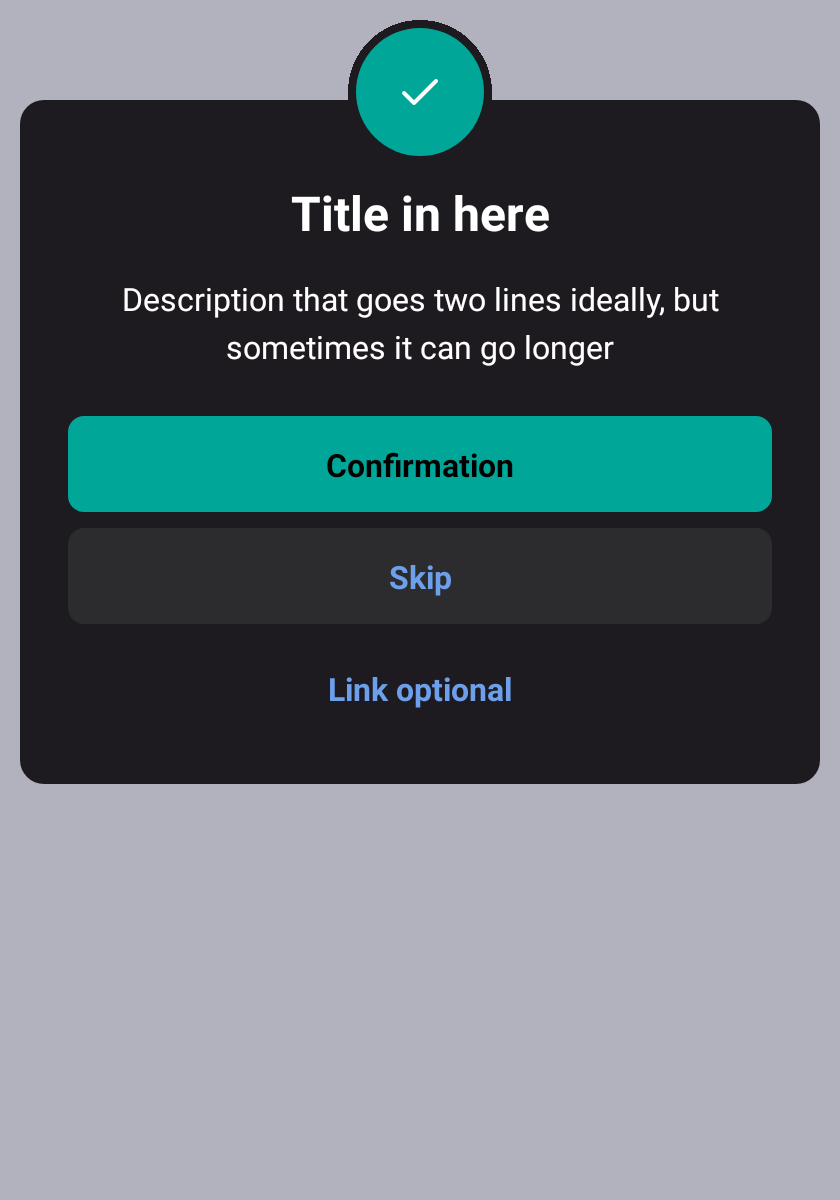 Title in here
Description that goes two lines ideally, but
sometimes it can go longer
Confirmation
Skip
Link optional